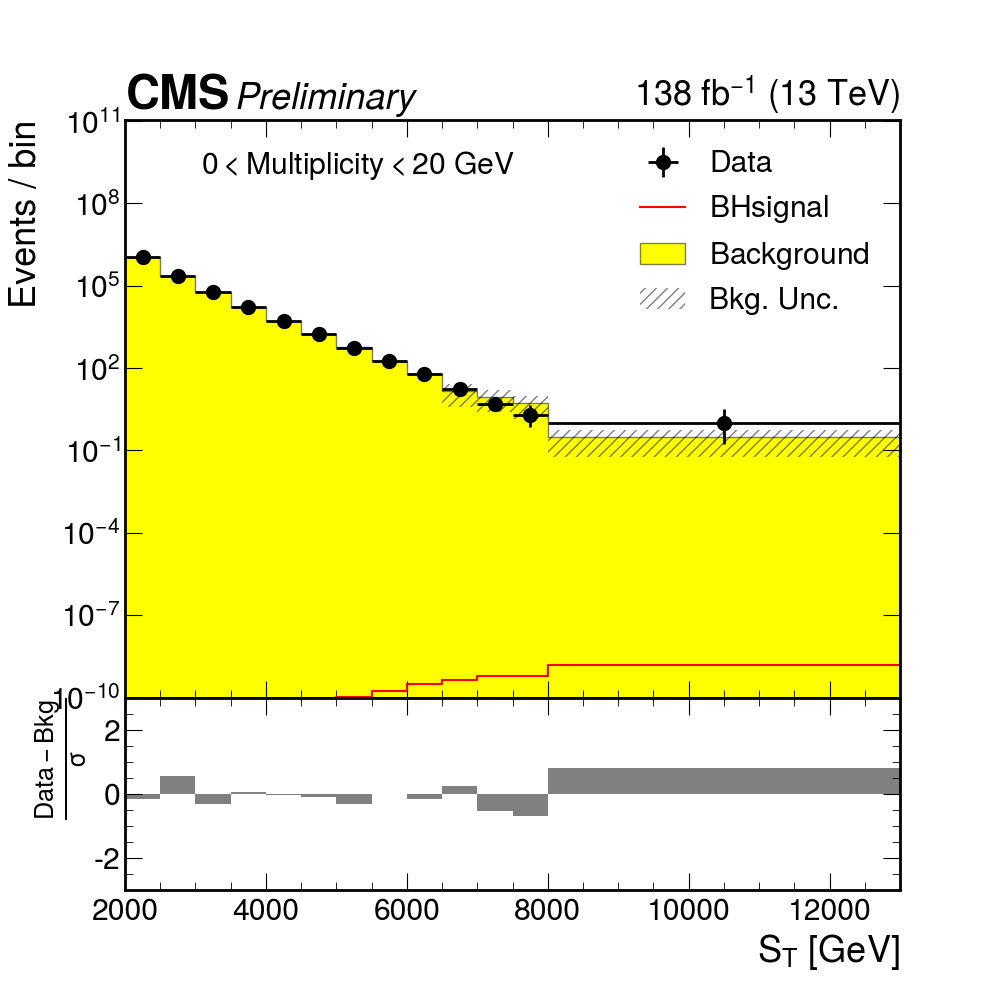 CMS Preliminary 138 fb⁻¹ (13 TeV)
Events / bin
10¹¹
10⁸
10⁵
10²
10⁻¹
10⁻⁴
10⁻⁷
10⁻¹⁰
0 < Multiplicity < 20 GeV
Data
BHsignal
Background
Bkg. Unc.
Data – Bkg
σ
2
0
-2
2000 4000 6000 8000 10000 12000
S_T [GeV]